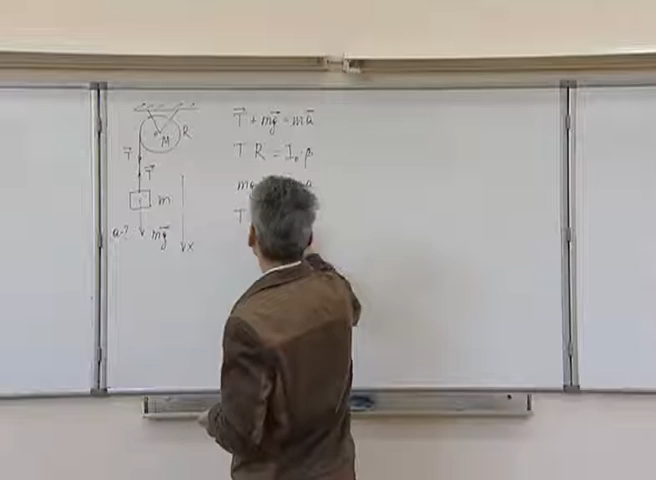 T⃗ + mg⃗ = ma⃗
T R = I₀·β
m
a
T
M
R
T⃗
T⃗
m
a-?
mg⃗
x